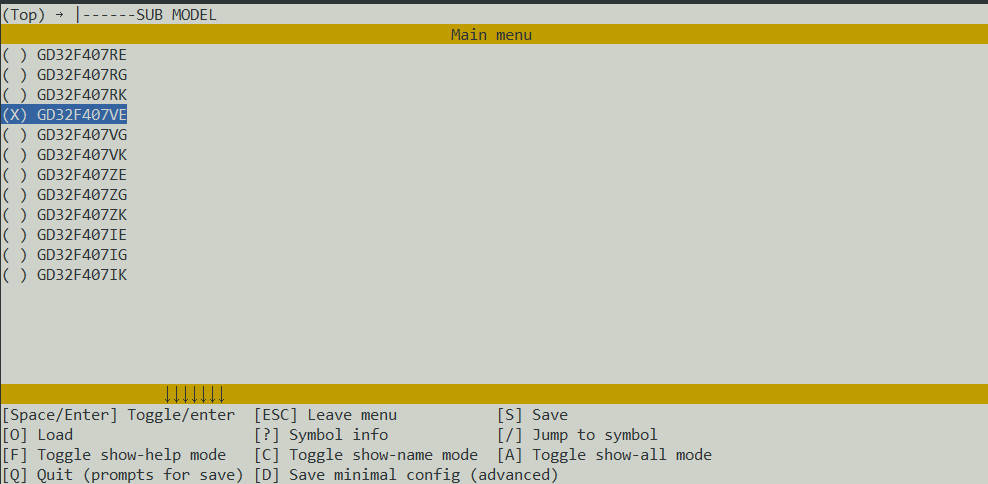 (Top) → |------SUB MODEL
Main menu
( ) GD32F407RE
( ) GD32F407RG
( ) GD32F407RK
(X) GD32F407VE
( ) GD32F407VG
( ) GD32F407VK
( ) GD32F407ZE
( ) GD32F407ZG
( ) GD32F407ZK
( ) GD32F407IE
( ) GD32F407IG
( ) GD32F407IK
↓↓↓↓↓↓↓
[Space/Enter] Toggle/enter [ESC] Leave menu [S] Save
[O] Load [?] Symbol info [/] Jump to symbol
[F] Toggle show-help mode [C] Toggle show-name mode [A] Toggle show-all mode
[Q] Quit (prompts for save) [D] Save minimal config (advanced)